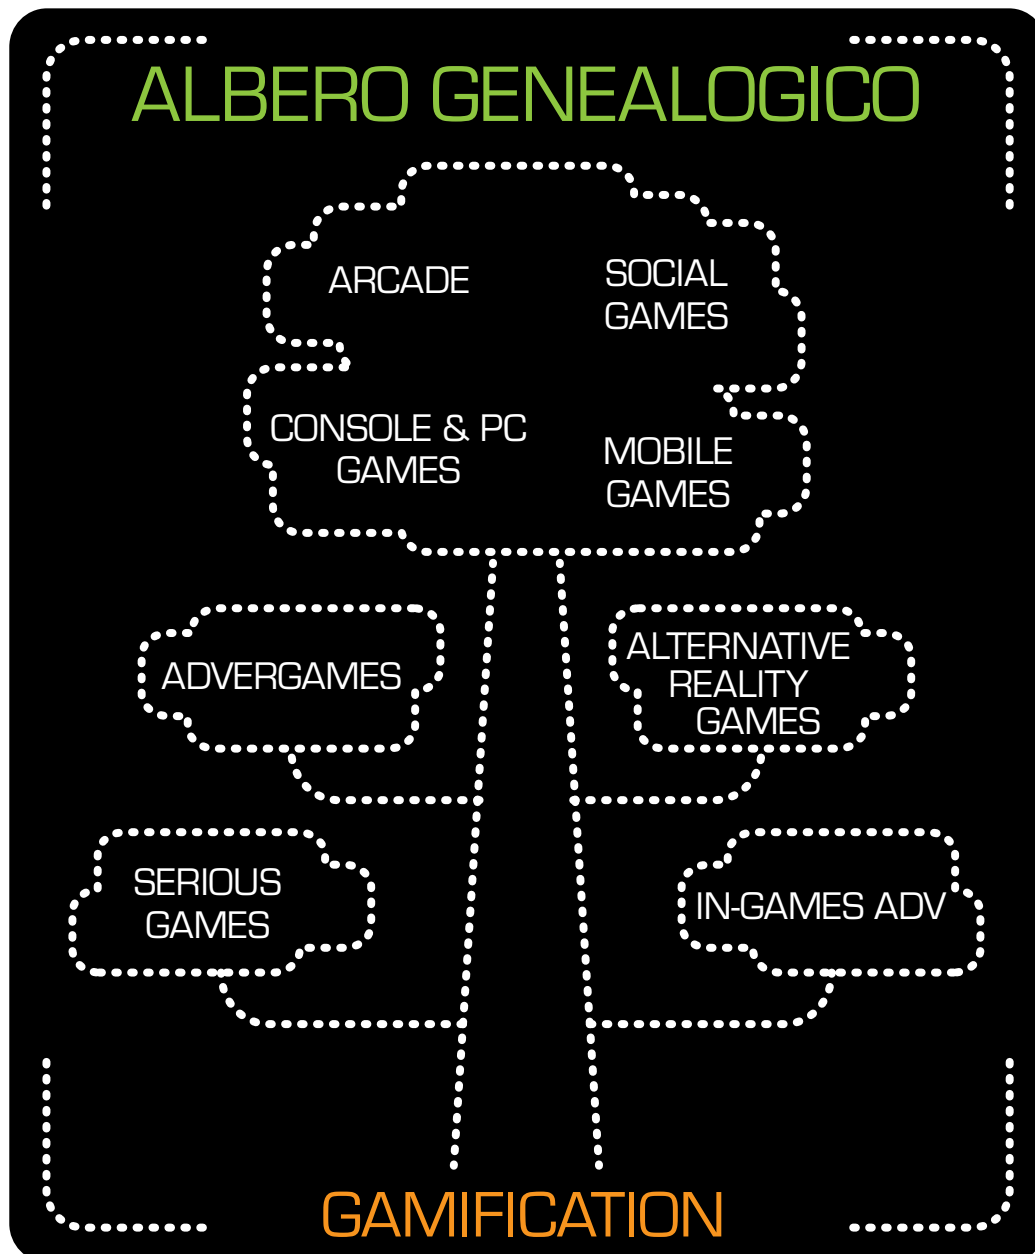 ALBERO GENEALOGICO
ARCADE
SOCIAL
GAMES
CONSOLE & PC
GAMES
MOBILE
GAMES
ADVERGAMES
ALTERNATIVE
REALITY
GAMES
SERIOUS
GAMES
IN-GAMES ADV
GAMIFICATION